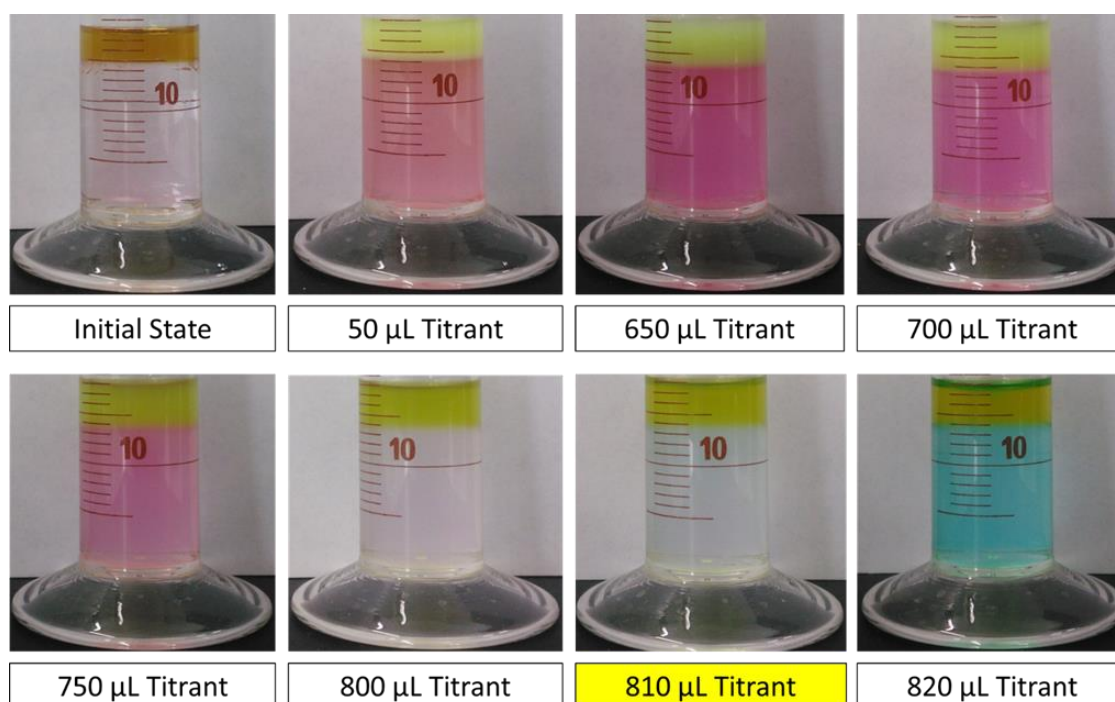 10
10
10
10
Initial State
50 µL Titrant
650 µL Titrant
700 µL Titrant
10
10
10
10
750 µL Titrant
800 µL Titrant
810 µL Titrant
820 µL Titrant